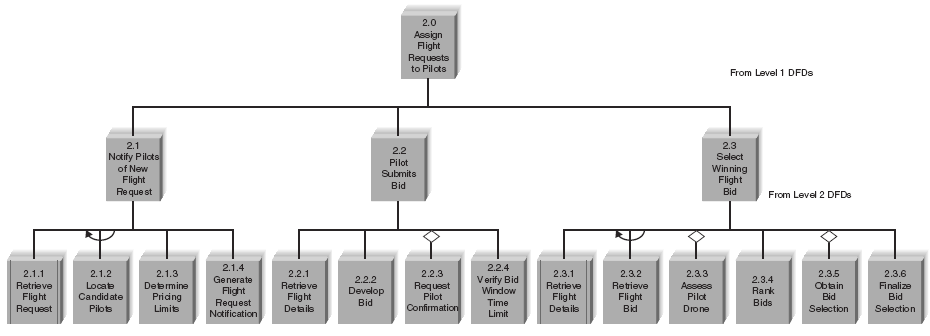 2.0
Assign
Flight
Requests
to Pilots
From Level 1 DFDs
2.1
Notify Pilots
of New
Flight
Request
2.2
Pilot
Submits
Bid
2.3
Select
Winning
Flight
Bid
From Level 2 DFDs
2.1.1
Retrieve
Flight
Request
2.1.2
Locate
Candidate
Pilots
2.1.3
Determine
Pricing
Limits
2.1.4
Generate
Flight
Request
Notification
2.2.1
Retrieve
Flight
Details
2.2.2
Develop
Bid
2.2.3
Request
Pilot
Confirmation
2.2.4
Verify Bid
Window
Time
Limit
2.3.1
Retrieve
Flight
Details
2.3.2
Retrieve
Flight
Bid
2.3.3
Assess
Pilot
Drone
2.3.4
Rank
Bids
2.3.5
Obtain
Bid
Selection
2.3.6
Finalize
Bid
Selection